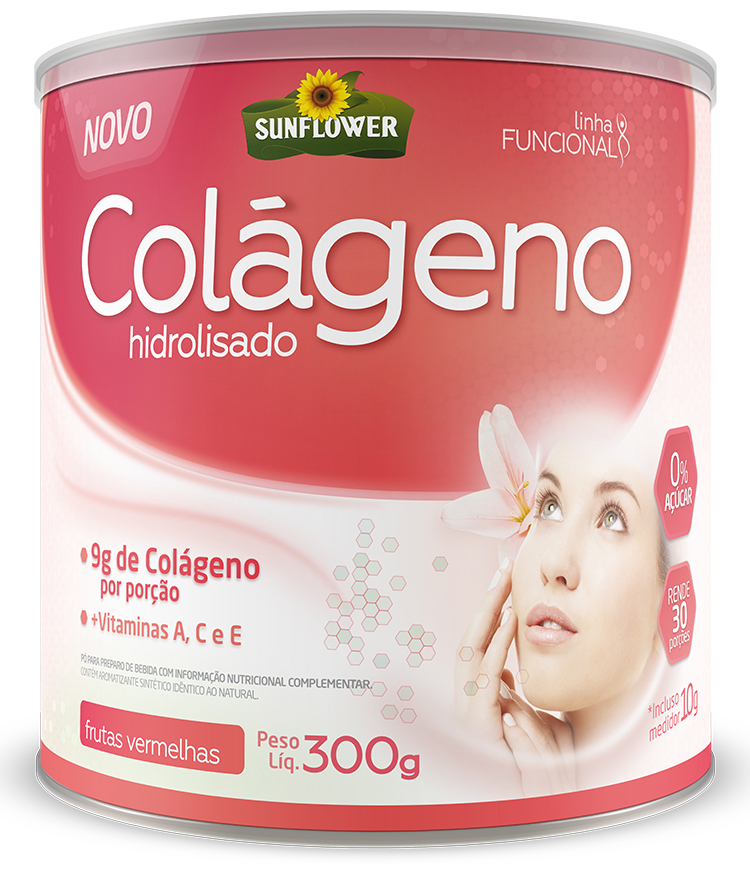 NOVO
SUNFLOWER
linha
FUNCIONAL
Colágeno
hidrolisado
0%
AÇÚCAR
• 9g de Colágeno
por porção
• +Vitaminas A, C e E
RENDE
30
porções
PÓ PARA PREPARO DE BEBIDA COM INFORMAÇÃO NUTRICIONAL COMPLEMENTAR.
CONTÉM AROMATIZANTE SINTÉTICO IDÊNTICO AO NATURAL.
*Incluso
medidor 10g
frutas vermelhas
Peso
Líq. 300g